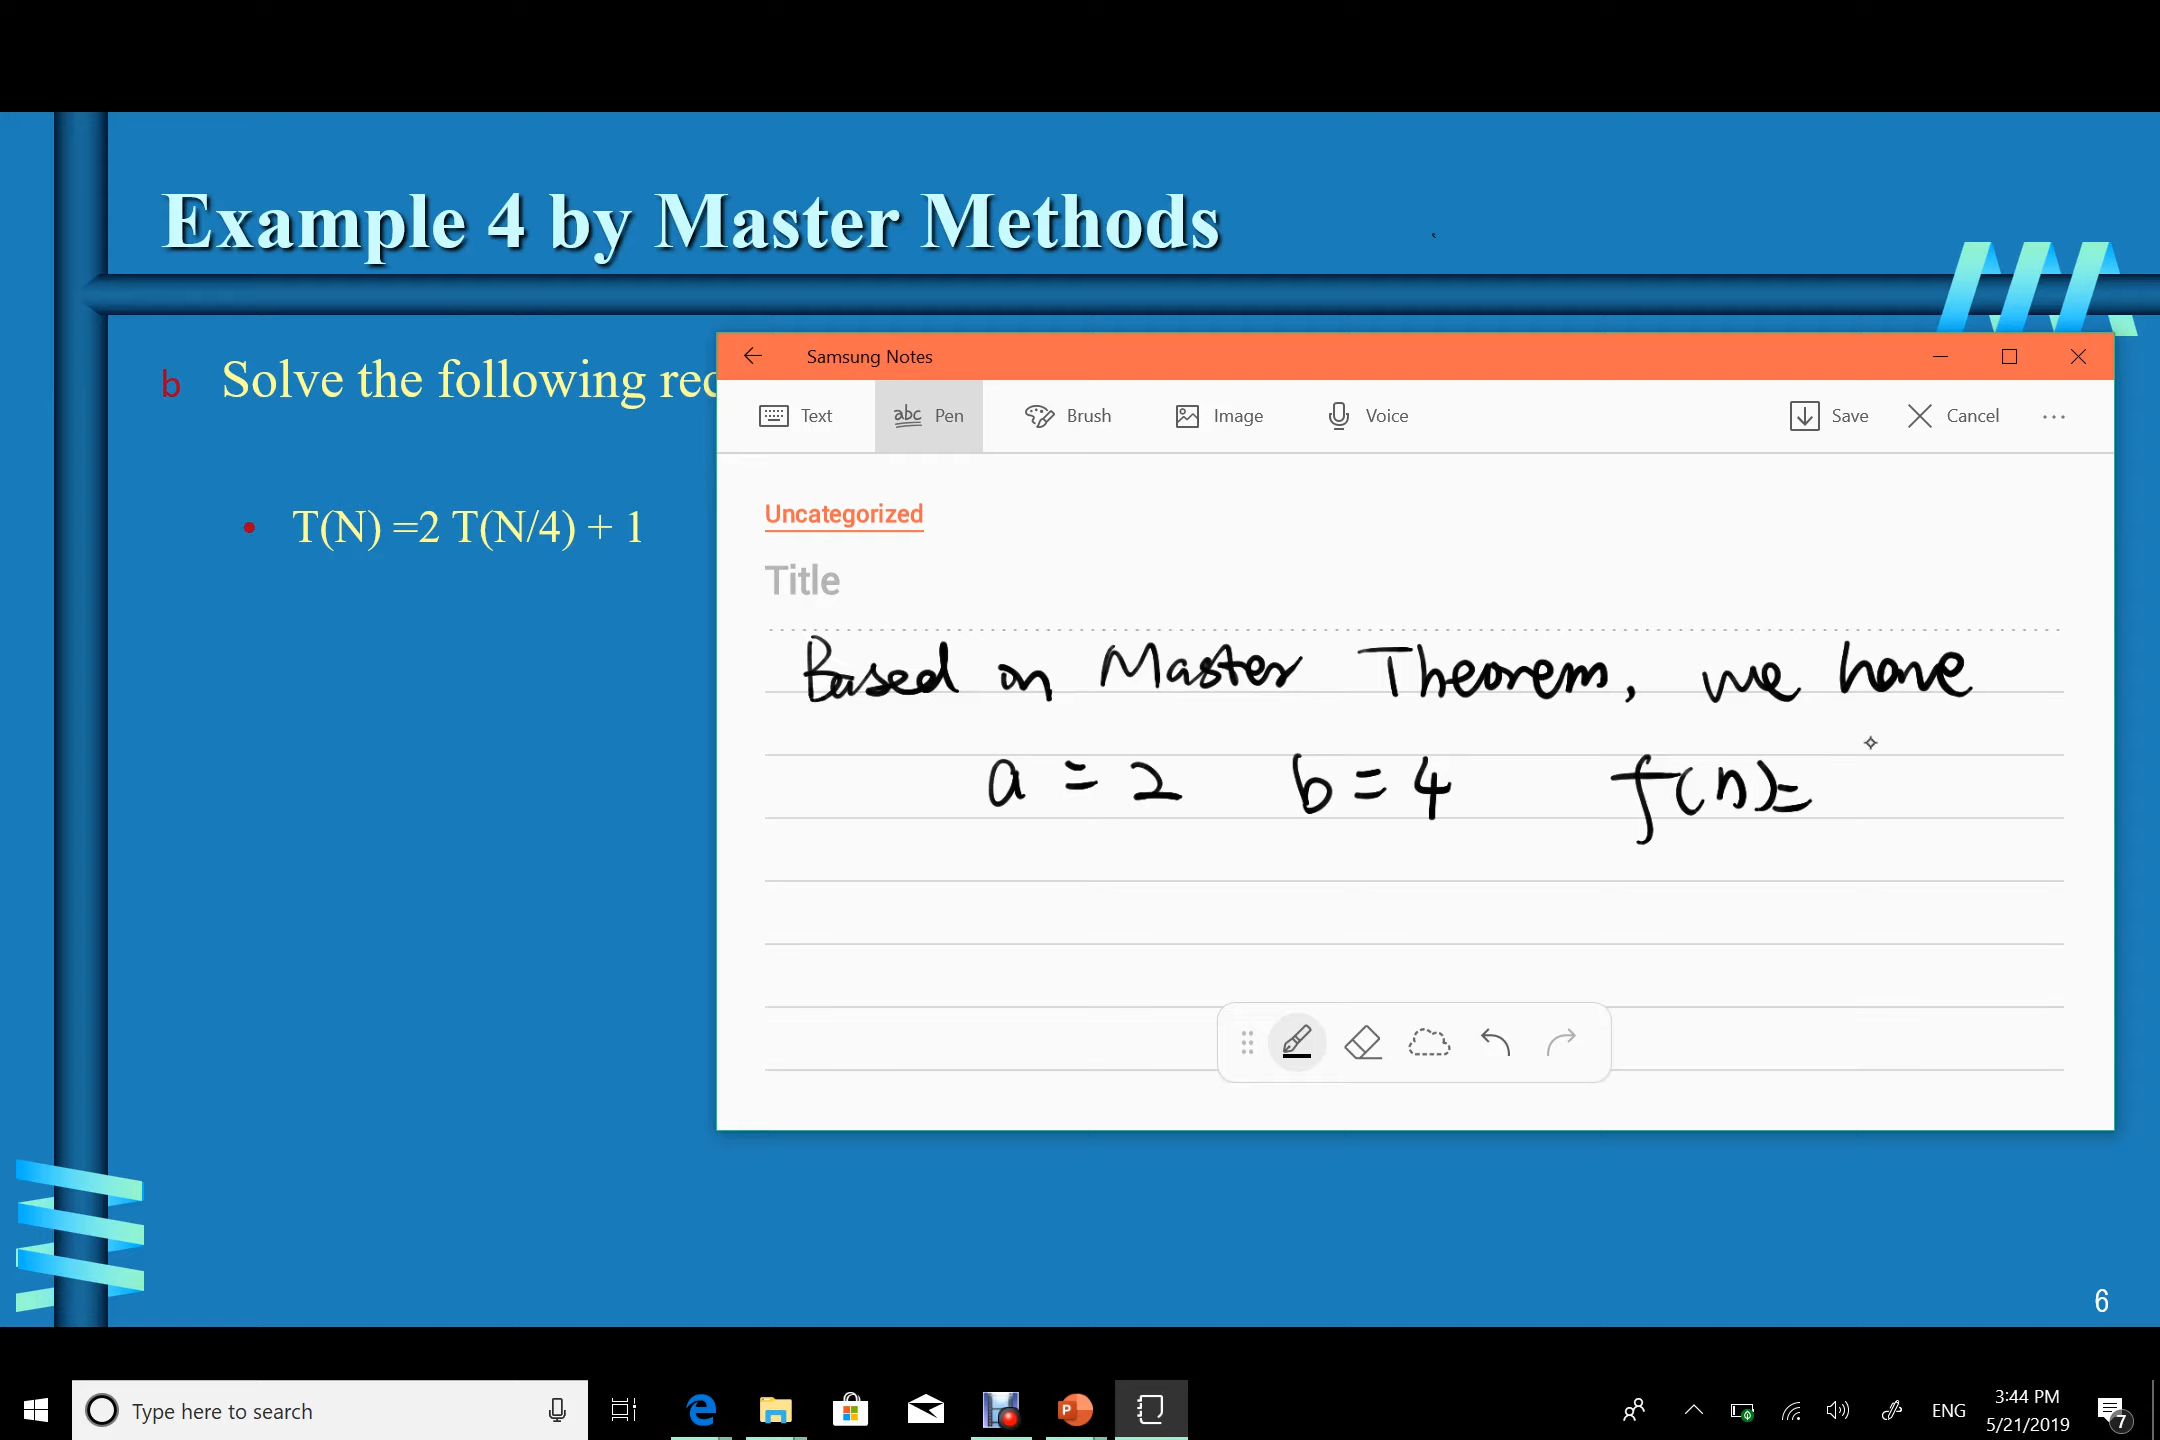 Example 4 by Master Methods
b Solve the following rec
• T(N) =2 T(N/4) + 1
Samsung Notes
Text
abc Pen
Brush
Image
Voice
Save
Cancel
Uncategorized
Title
Based on Master Theorem, we have
a = 2 b = 4 f(n)=
6
Type here to search
P
ENG
3:44 PM
5/21/2019
7